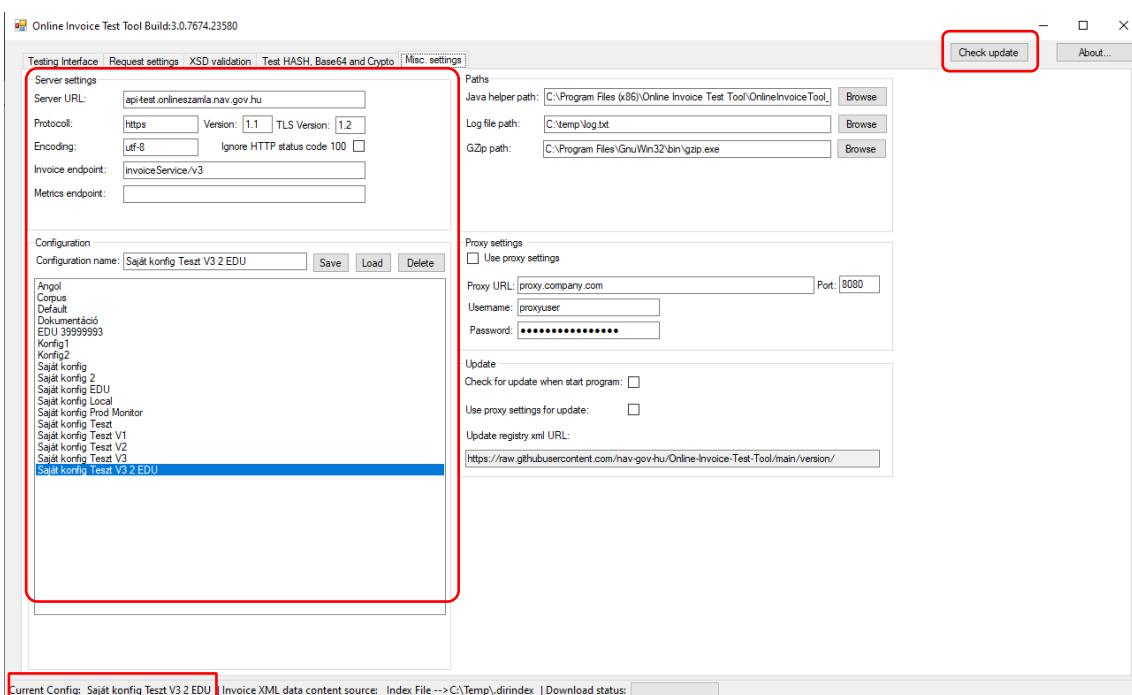 Online Invoice Test Tool Build:3.0.7674.23580
Check update
About...
Testing Interface Request settings XSD validation Test HASH, Base64 and Crypto Misc. settings
Server settings
Server URL: api-test.onlineszamla.nav.gov.hu
Protocoll: https Version: 1.1 TLS Version: 1.2
Encoding: utf-8 Ignore HTTP status code 100
Invoice endpoint: invoiceService/v3
Metrics endpoint:
Paths
Java helper path: C:\Program Files (x86)\Online Invoice Test Tool\OnlineInvoiceTool_ Browse
Log file path: C:\temp\log.txt Browse
GZip path: C:\Program Files\GnuWin32\bin\gzip.exe Browse
Configuration
Configuration name: Saját konfig Teszt V3 2 EDU Save Load Delete
Angol
Corpus
Default
Dokumentáció
EDU 39999993
Konfig1
Konfig2
Saját konfig
Saját konfig 2
Saját konfig EDU
Saját konfig Local
Saját konfig Prod Monitor
Saját konfig Teszt
Saját konfig Teszt V1
Saját konfig Teszt V2
Saját konfig Teszt V3
Saját konfig Teszt V3 2 EDU
Proxy settings
Use proxy settings
Proxy URL: proxy.company.com Port: 8080
Username: proxyuser
Password: ●●●●●●●●●●●●●●●●
Update
Check for update when start program:
Use proxy settings for update:
Update registry xml URL:
https://raw.githubusercontent.com/nav-gov-hu/Online-Invoice-Test-Tool/main/version/
Current Config: Saját konfig Teszt V3 2 EDU | Invoice XML data content source: Index File -->C:\Temp\.dirindex | Download status: